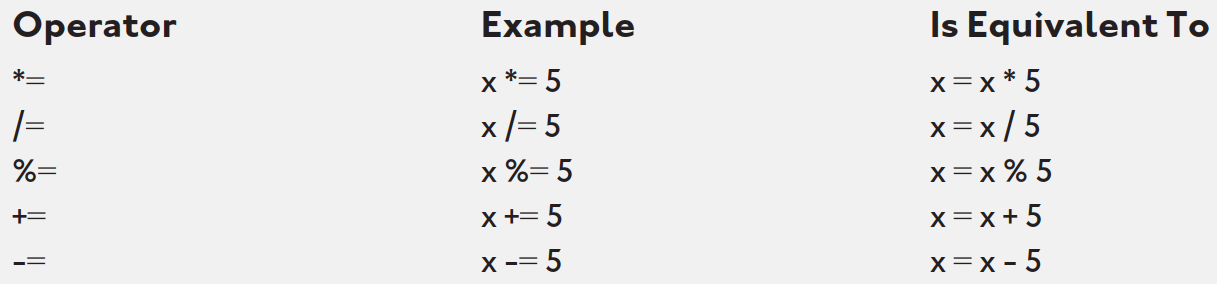 Operator Example Is Equivalent To
*= x *= 5 x = x * 5
/= x /= 5 x = x / 5
%= x %= 5 x = x % 5
+= x += 5 x = x + 5
-= x -= 5 x = x - 5